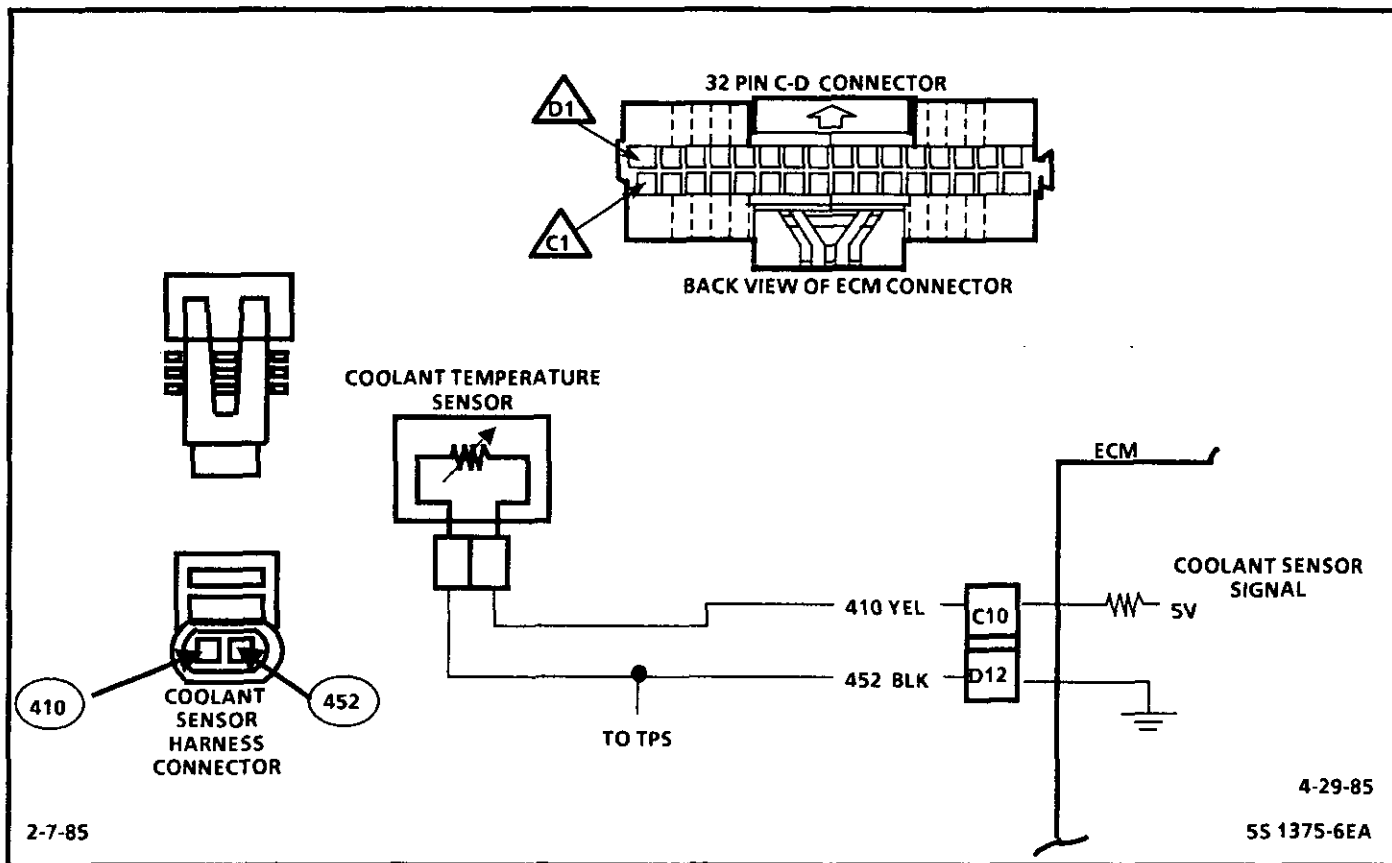 32 PIN C-D CONNECTOR
D1
C1
BACK VIEW OF ECM CONNECTOR
COOLANT TEMPERATURE
SENSOR
ECM
COOLANT SENSOR
SIGNAL
410 YEL
C10
5V
452 BLK
D12
TO TPS
410
452
COOLANT
SENSOR
HARNESS
CONNECTOR
4-29-85
2-7-85
5S 1375-6EA